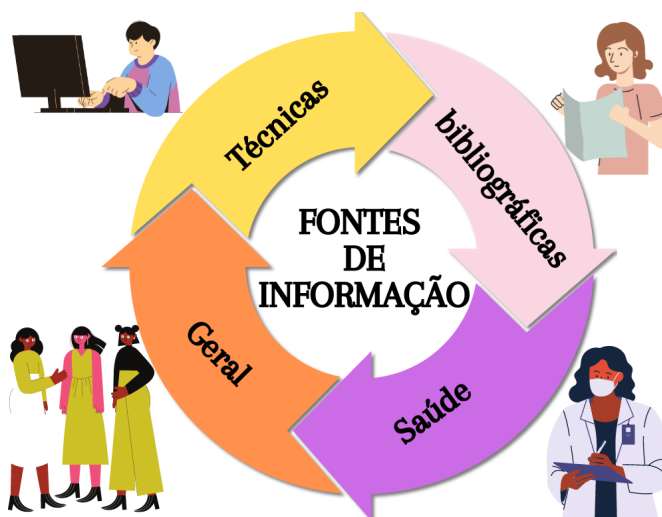 Técnicas
bibliográficas
FONTES
DE
INFORMAÇÃO
Geral
Saúde